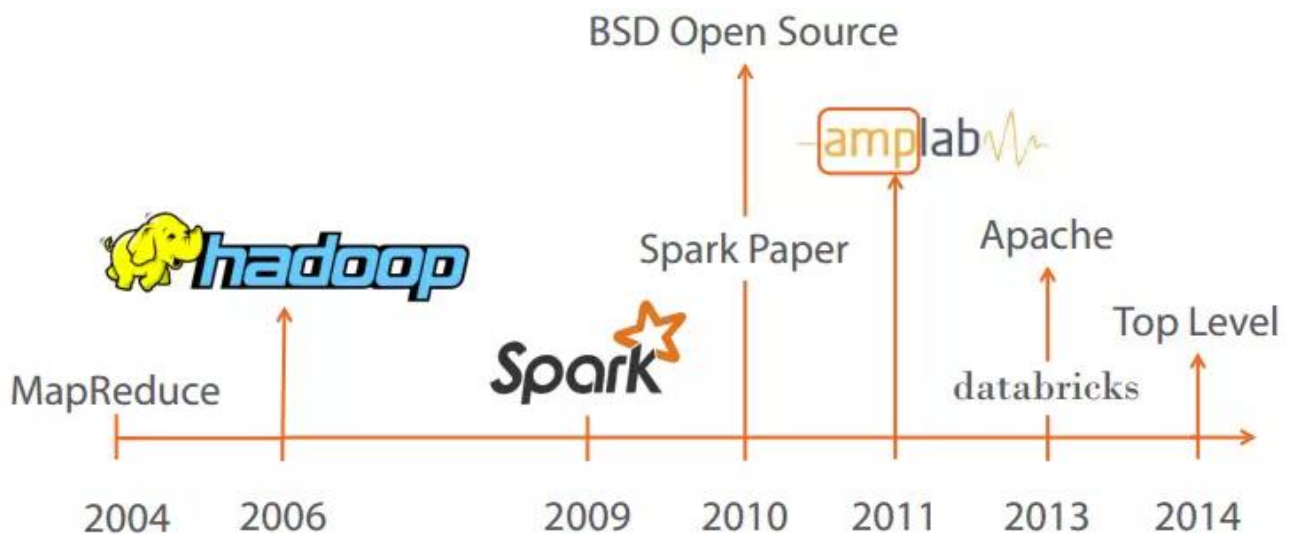 BSD Open Source
amplab
hadoop
Spark Paper
Apache
Spark
Top Level
MapReduce
databricks
2004 2006 2009 2010 2011 2013 2014